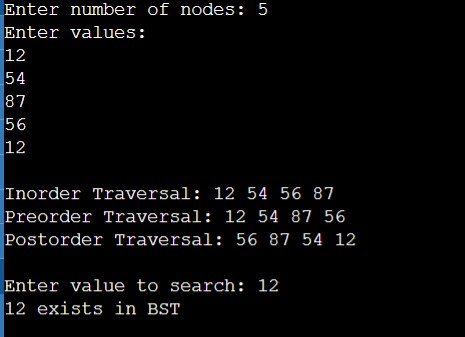 Enter number of nodes: 5
Enter values:
12
54
87
56
12
Inorder Traversal: 12 54 56 87
Preorder Traversal: 12 54 87 56
Postorder Traversal: 56 87 54 12
Enter value to search: 12
12 exists in BST